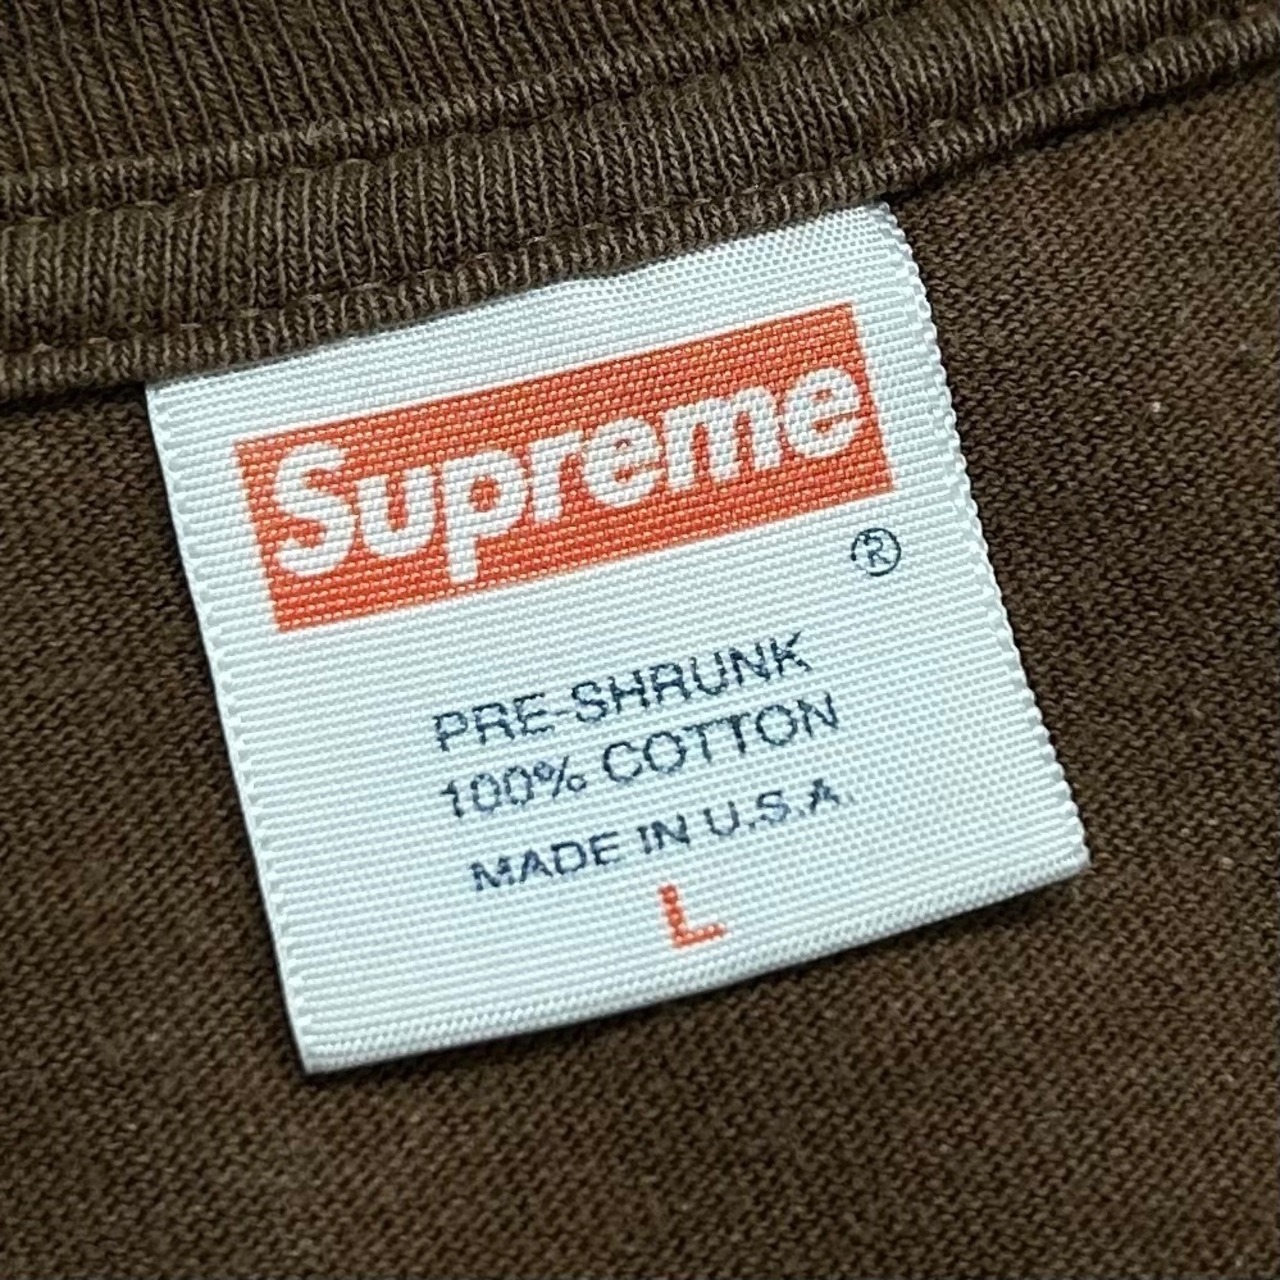 Supreme
®
PRE-SHRUNK
100% COTTON
MADE IN U.S.A.
L